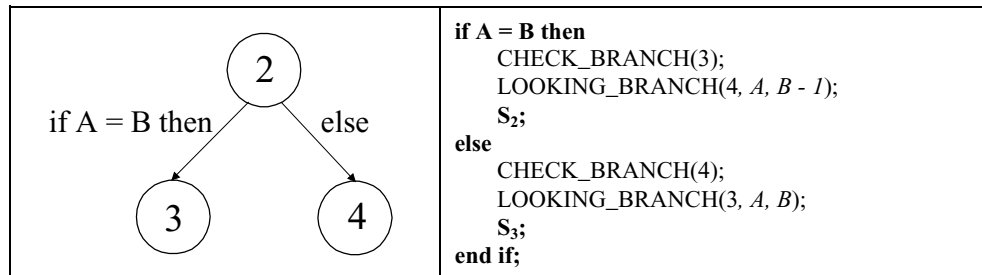 2
if A = B then
else
3
4
if A = B then
CHECK_BRANCH(3);
LOOKING_BRANCH(4, A, B - 1);
S₂;
else
CHECK_BRANCH(4);
LOOKING_BRANCH(3, A, B);
S₃;
end if;